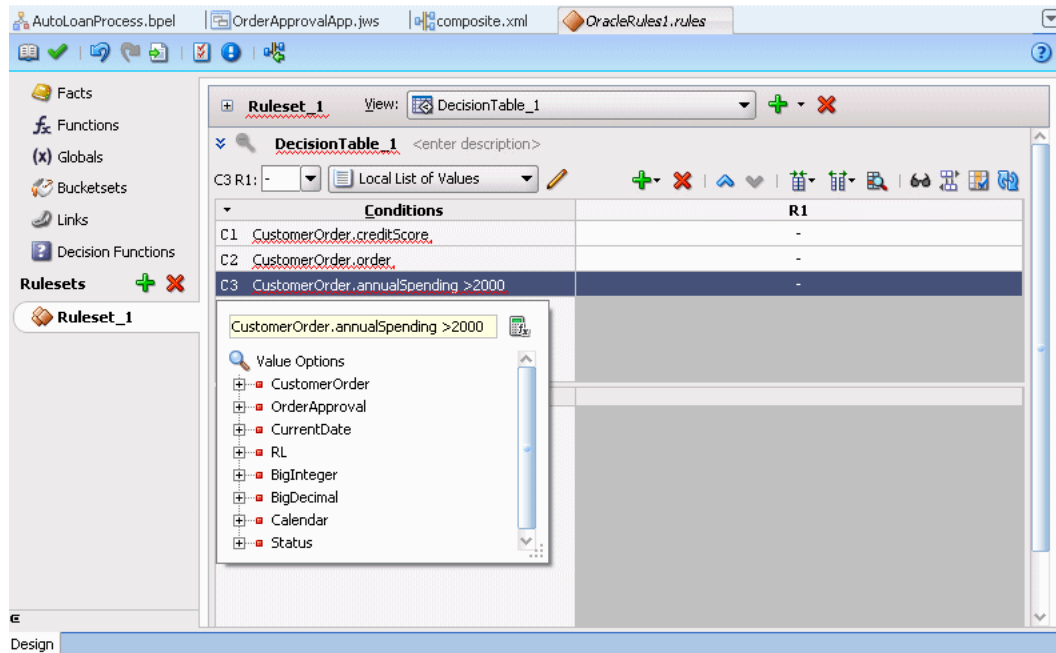 AutoLoanProcess.bpel OrderApprovalApp.jws composite.xml OracleRules1.rules
Facts
Functions
Globals
Bucketsets
Links
Decision Functions
Rulesets
Ruleset_1
Ruleset_1 View: DecisionTable_1
DecisionTable_1 <enter description>
C3 R1: - Local List of Values
Conditions R1
C1 CustomerOrder.creditScore -
C2 CustomerOrder.order -
C3 CustomerOrder.annualSpending >2000 -
CustomerOrder.annualSpending >2000
Value Options
CustomerOrder
OrderApproval
CurrentDate
RL
BigInteger
BigDecimal
Calendar
Status
Design